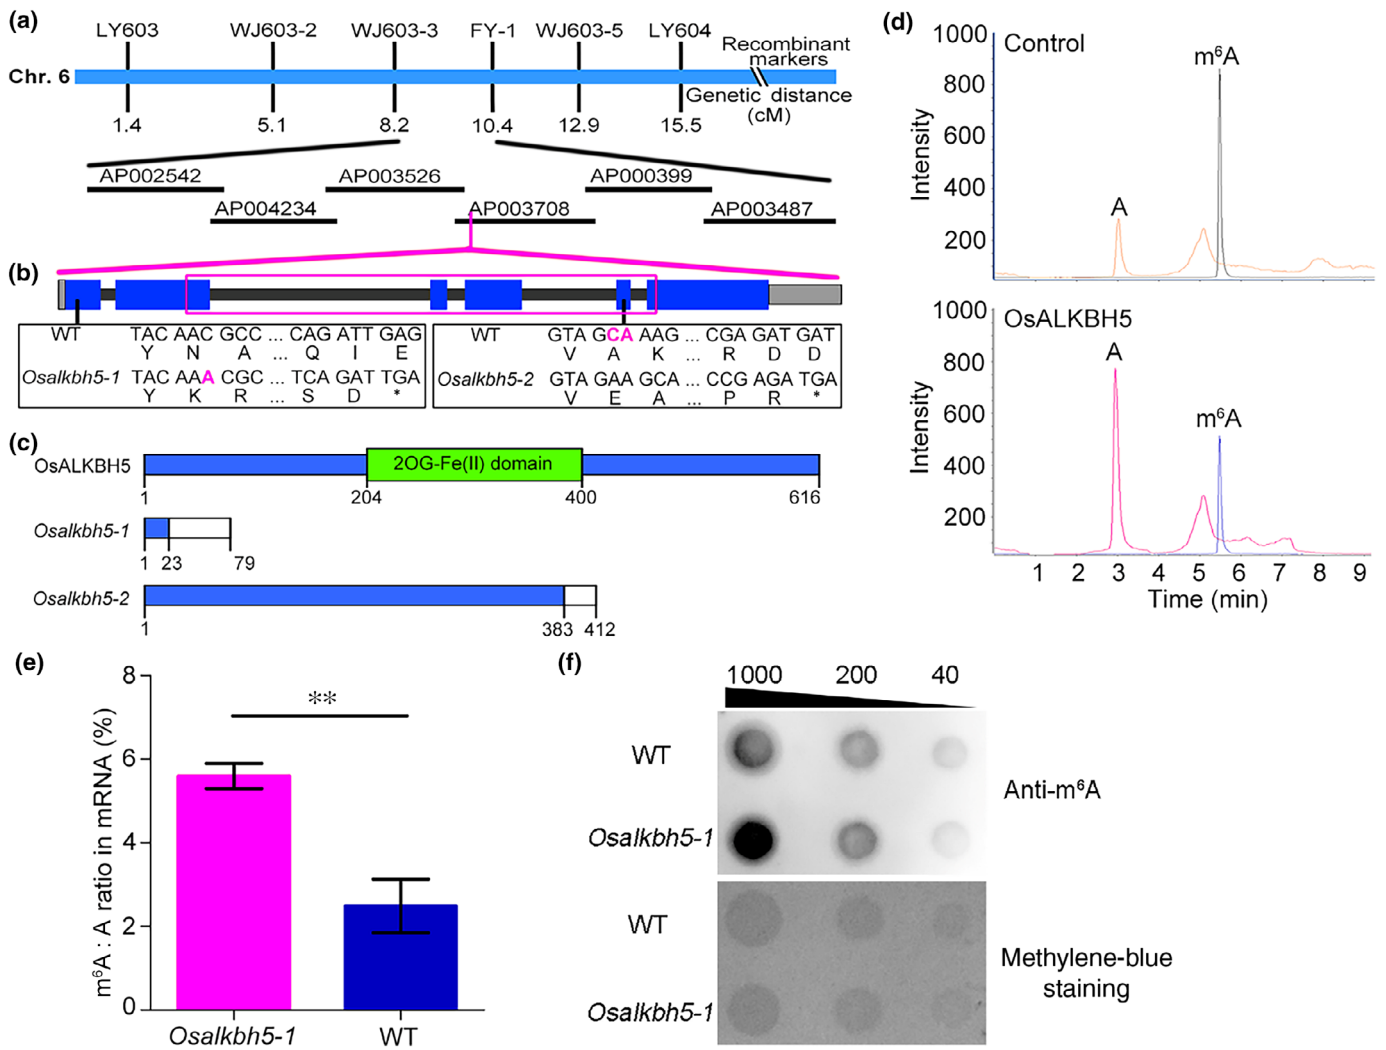 (a)
LY603 WJ603-2 WJ603-3 FY-1 WJ603-5 LY604
Recombinant
markers
Chr. 6
Genetic distance
(cM)
1.4 5.1 8.2 10.4 12.9 15.5
AP002542 AP003526 AP000399
AP004234 AP003708 AP003487
(b)
WT TAC AAC GCC ... CAG ATT GAG
Y N A ... Q I E
Osalkbh5-1 TAC AAA CGC ... TCA GAT TGA
Y K R ... S D *
WT GTA GCA AAG ... CGA GAT GAT
V A K ... R D D
Osalkbh5-2 GTA GAA GCA ... CCG AGA TGA
V E A ... P R *
(c)
OsALKBH5 2OG-Fe(II) domain
1 204 400 616
Osalkbh5-1
1 23 79
Osalkbh5-2
1 383 412
(d)
Control
1000
800
600
400
200
Intensity
A
m⁶A
OsALKBH5
1000
800
600
400
200
Intensity
A
m⁶A
1 2 3 4 5 6 7 8 9
Time (min)
(e)
8
6
4
2
0
m⁶A : A ratio in mRNA (%)
**
Osalkbh5-1 WT
(f)
1000 200 40
WT
Osalkbh5-1
Anti-m⁶A
WT
Osalkbh5-1
Methylene-blue
staining